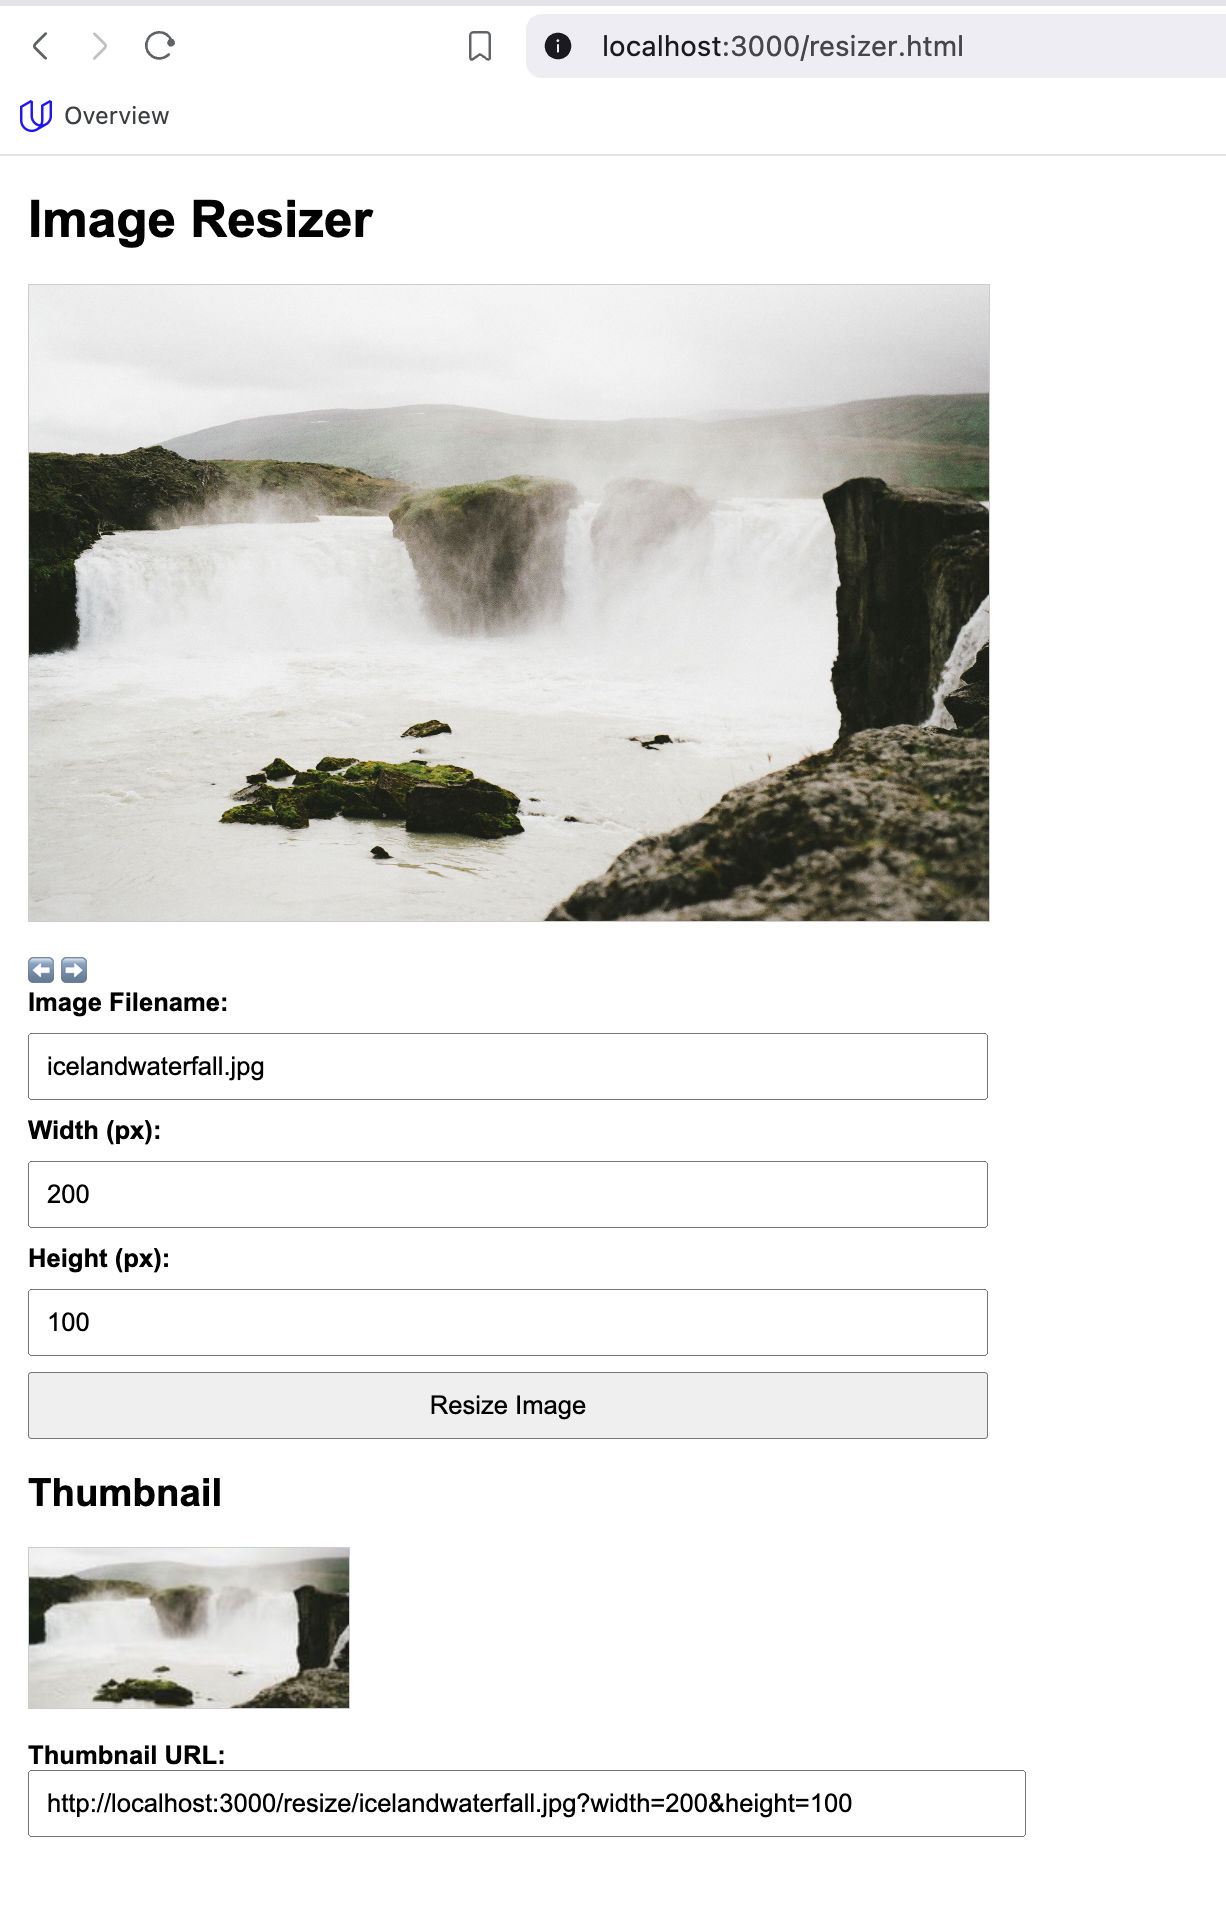 localhost:3000/resizer.html
Overview
Image Resizer
Image Filename:
icelandwaterfall.jpg
Width (px):
200
Height (px):
100
Resize Image
Thumbnail
Thumbnail URL:
http://localhost:3000/resize/icelandwaterfall.jpg?width=200&height=100